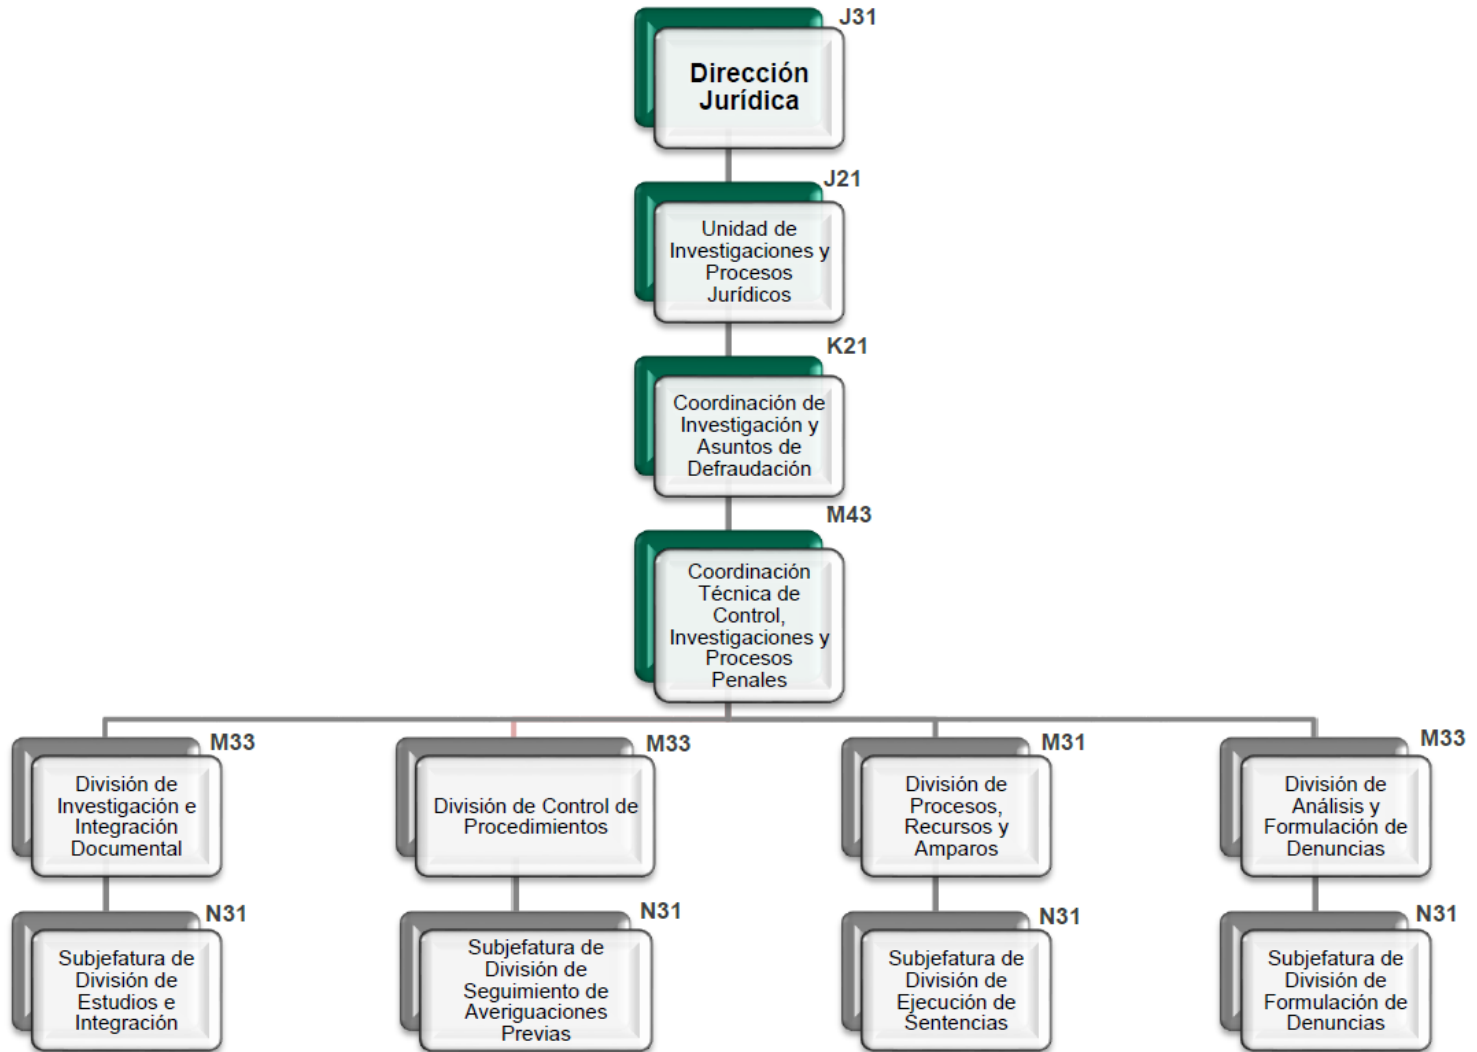 J31
Dirección
Jurídica
J21
Unidad de
Investigaciones y
Procesos
Jurídicos
K21
Coordinación de
Investigación y
Asuntos de
Defraudación
M43
Coordinación
Técnica de
Control,
Investigaciones y
Procesos
Penales
M33
División de
Investigación e
Integración
Documental
M33
División de Control de
Procedimientos
M31
División de
Procesos,
Recursos y
Amparos
M33
División de
Análisis y
Formulación de
Denuncias
N31
Subjefatura de
División de
Estudios e
Integración
N31
Subjefatura de
División de
Seguimiento de
Averiguaciones
Previas
N31
Subjefatura de
División de
Ejecución de
Sentencias
N31
Subjefatura de
División de
Formulación de
Denuncias